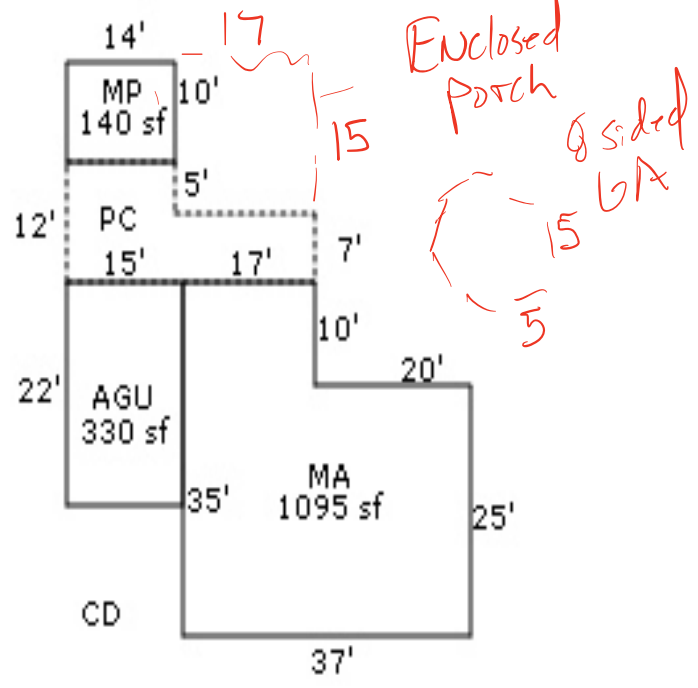 14'
17
Enclosed
Porch
MP
140 sf
10'
15
8 sided
GA
5'
12'
PC
15
15'
17'
7'
5
10'
22'
20'
AGU
330 sf
MA
1095 sf
35'
25'
CD
37'